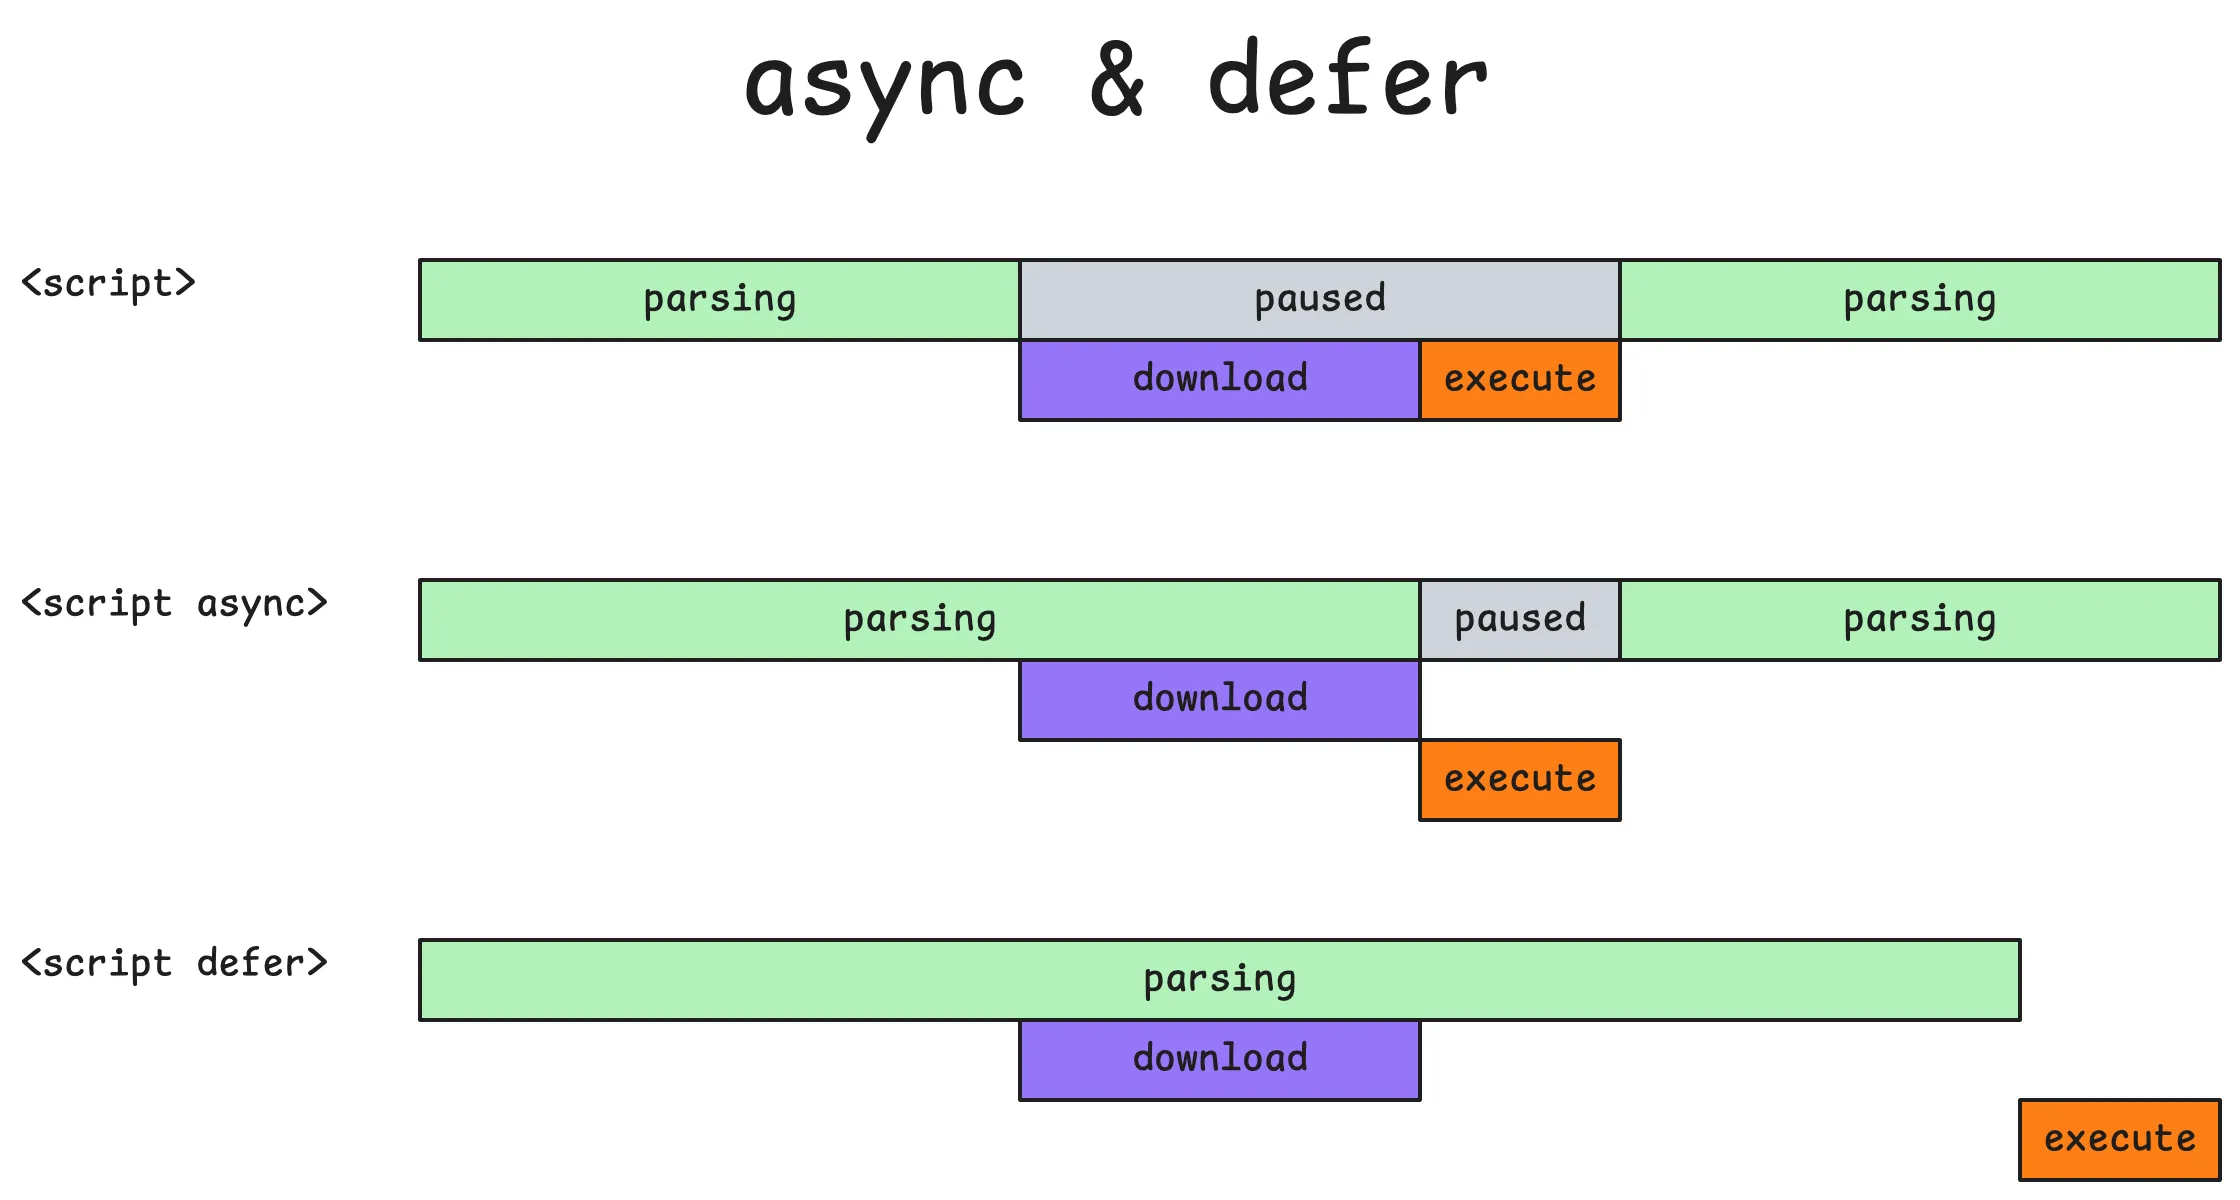 async & defer
<script>
parsing
paused
parsing
download
execute
<script async>
parsing
paused
parsing
download
execute
<script defer>
parsing
download
execute